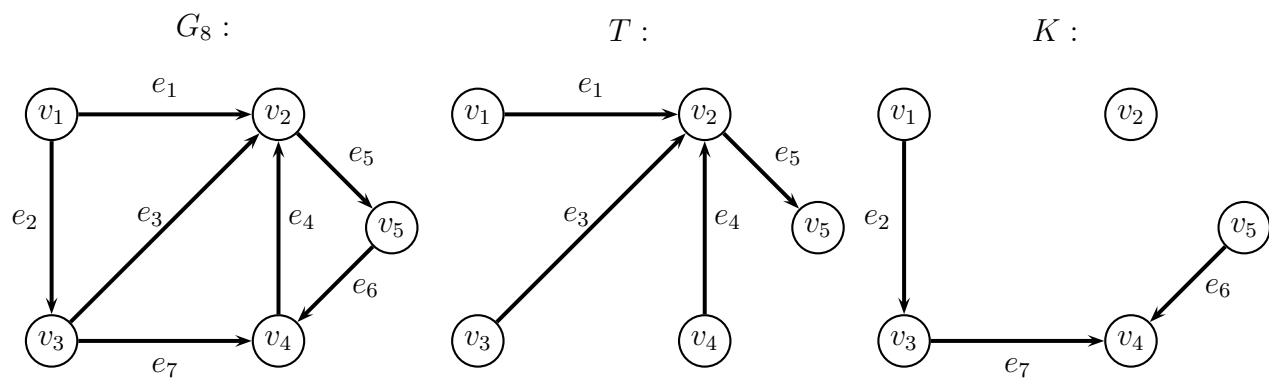 G₈ : T : K :
e₁ e₁
v₁ v₂ v₁ v₂ v₁ v₂
e₅ e₅
e₂ e₃ e₄ v₅ e₃ e₄ v₅ e₂ v₅
e₆ e₆
v₃ v₄ v₃ v₄ v₃ v₄
e₇ e₇